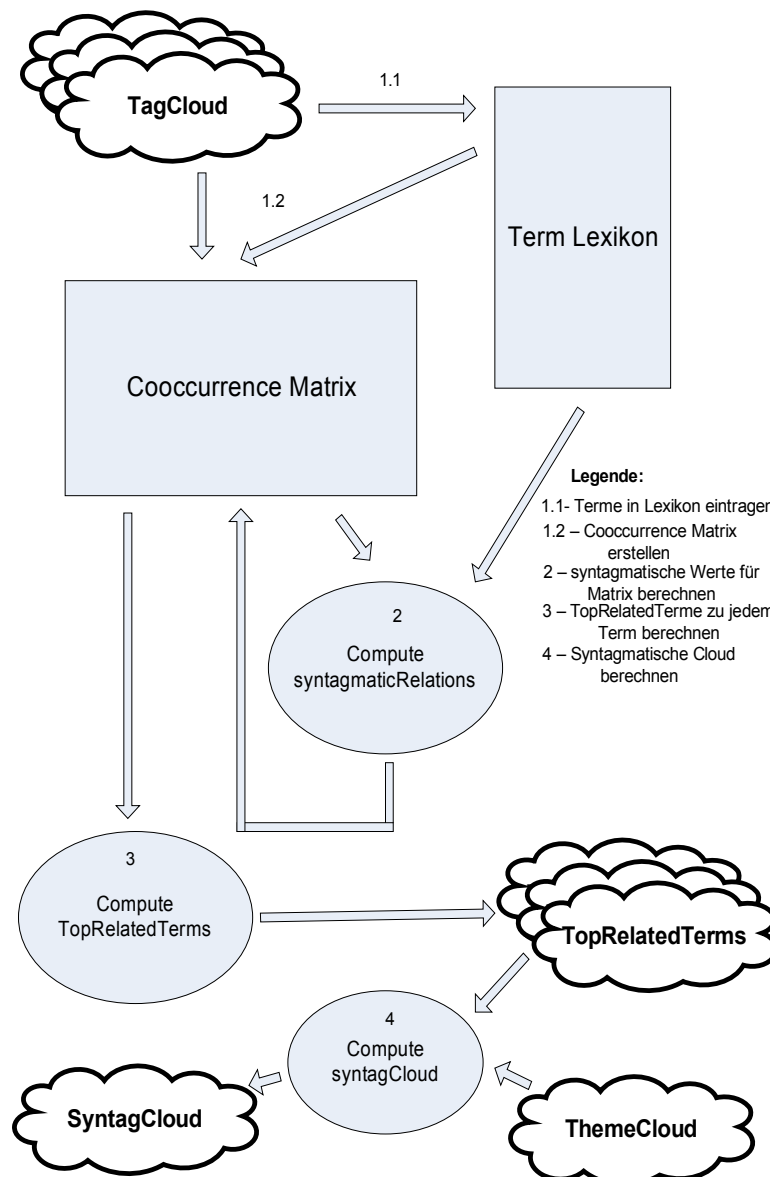 TagCloud
1.1
1.2
Term Lexikon
Cooccurrence Matrix
Legende:
1.1- Terme in Lexikon eintragen
1.2 – Cooccurrence Matrix
erstellen
2 – syntagmatische Werte für
Matrix berechnen
3 – TopRelatedTerme zu jedem
Term berechnen
4 – Syntagmatische Cloud
berechnen
2
Compute
syntagmaticRelations
3
Compute
TopRelatedTerms
TopRelatedTerms
4
Compute
syntagCloud
SyntagCloud
ThemeCloud